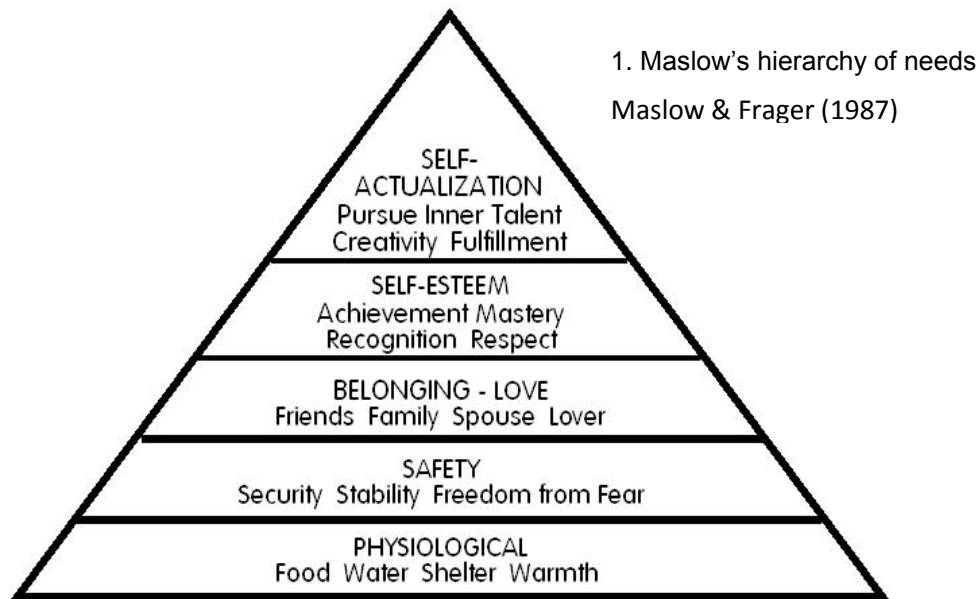 1. Maslow’s hierarchy of needs
Maslow & Frager (1987)
SELF-
ACTUALIZATION
Pursue Inner Talent
Creativity Fulfillment
SELF-ESTEEM
Achievement Mastery
Recognition Respect
BELONGING - LOVE
Friends Family Spouse Lover
SAFETY
Security Stability Freedom from Fear
PHYSIOLOGICAL
Food Water Shelter Warmth